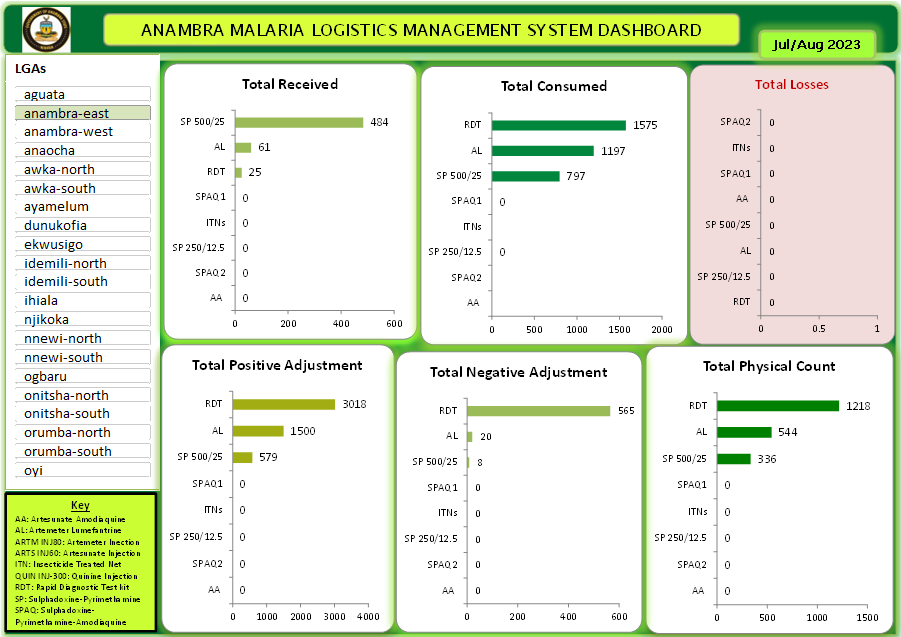 ANAMBRA MALARIA LOGISTICS MANAGEMENT SYSTEM DASHBOARD
Jul/Aug 2023
LGAs
aguata
anambra-east
anambra-west
anaocha
awka-north
awka-south
ayamelum
dunukofia
ekwusigo
idemili-north
idemili-south
ihiala
njikoka
nnewi-north
nnewi-south
ogbaru
onitsha-north
onitsha-south
orumba-north
orumba-south
oyi
Key
AA: Artesunate Amodiaquine
AL: Artemeter Lumefantrine
ARTM INJ80: Artemeter Inection
ARTS INJ60: Artesunate Injection
ITN: Insecticide Treated Net
QUIN INJ-300: Quinine Injection
RDT: Rapid Diagnostic Test kit
SP: Sulphadoxine-Pyrimethamine
SPAQ: Sulphadoxine-
Pyrimethamine-Amodiaquine
Total Received
SP 500/25 484
AL 61
RDT 25
SPAQ1 0
ITNs 0
SP 250/12.5 0
SPAQ2 0
AA 0
0 200 400 600
Total Consumed
RDT 1575
AL 1197
SP 500/25 797
SPAQ1 0
ITNs
SP 250/12.5 0
SPAQ2
AA
0 500 1000 1500 2000
Total Losses
SPAQ2 0
ITNs 0
SPAQ1 0
AA 0
SP 500/25 0
AL 0
SP 250/12.5 0
RDT 0
0 0.5 1
Total Positive Adjustment
RDT 3018
AL 1500
SP 500/25 579
SPAQ1 0
ITNs 0
SP 250/12.5 0
SPAQ2 0
AA 0
0 1000 2000 3000 4000
Total Negative Adjustment
RDT 565
AL 20
SP 500/25 8
SPAQ1 0
ITNs 0
SP 250/12.5 0
SPAQ2 0
AA 0
0 200 400 600
Total Physical Count
RDT 1218
AL 544
SP 500/25 336
SPAQ1 0
ITNs 0
SP 250/12.5 0
SPAQ2 0
AA 0
0 500 1000 1500